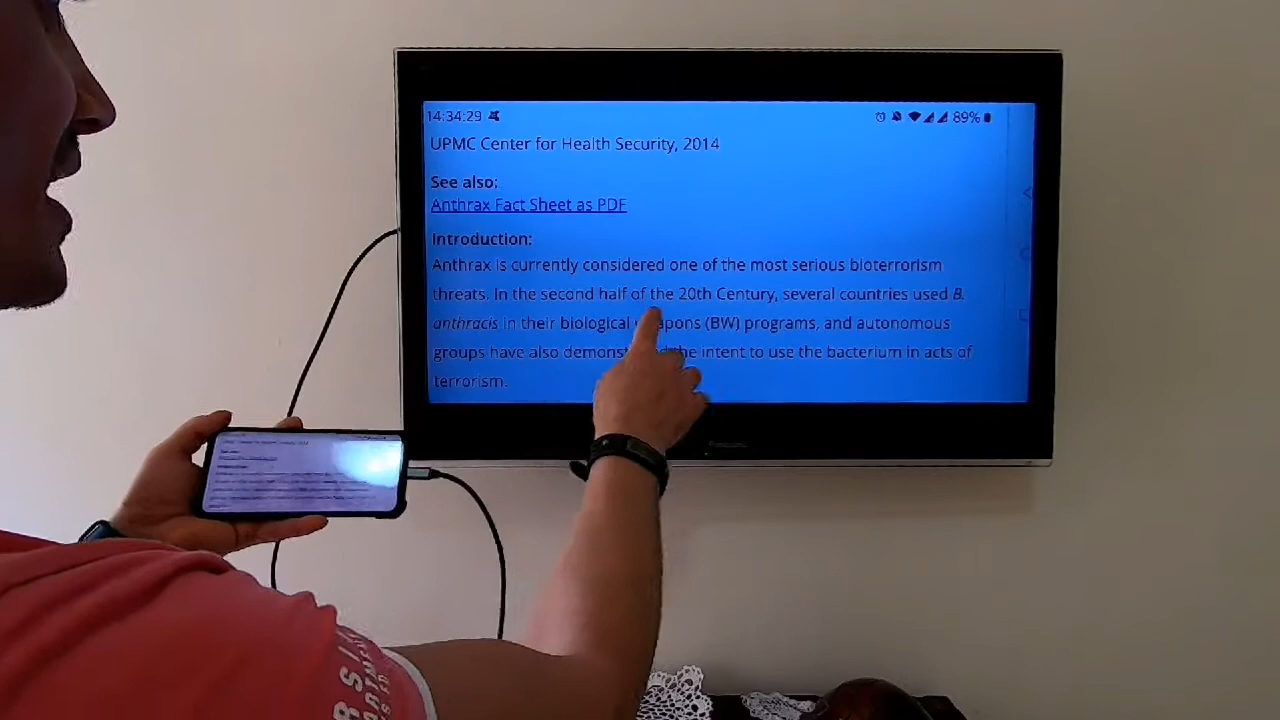 14:34:29
89%
UPMC Center for Health Security, 2014
See also:
Anthrax Fact Sheet as PDF
Introduction:
Anthrax is currently considered one of the most serious bioterrorism
threats. In the second half of the 20th Century, several countries used B.
anthracis in their biological weapons (BW) programs, and autonomous
groups have also the intent to use the bacterium in acts of
terrorism.